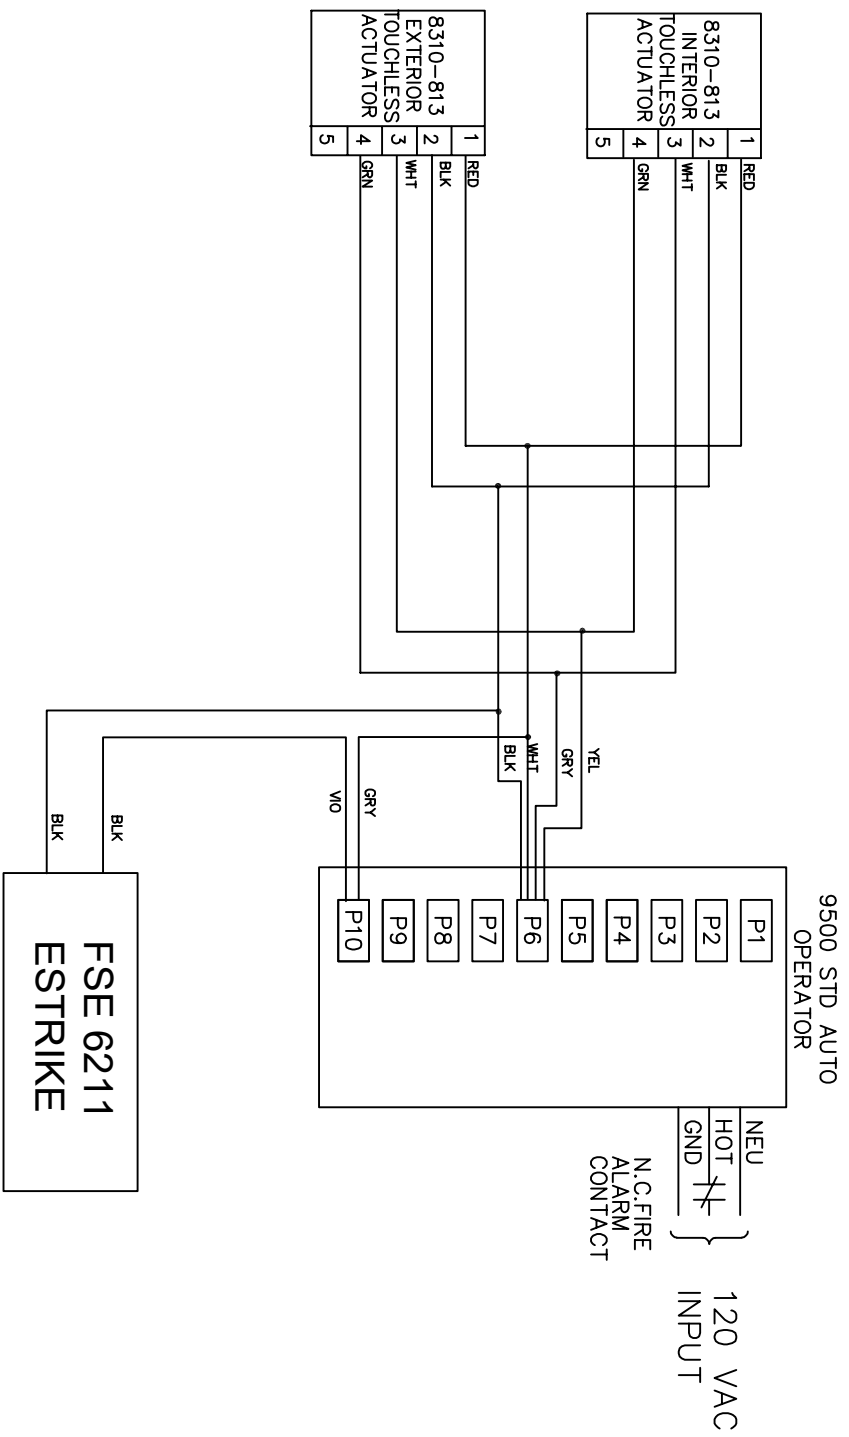 8310-813
EXTERIOR
TOUCHLESS
ACTUATOR
1
2
3
4
5
RED
BLK
WHT
GRN
8310-813
INTERIOR
TOUCHLESS
ACTUATOR
1
2
3
4
5
RED
BLK
WHT
GRN
YEL
GRY
WHT
BLK
GRY
VIO
BLK
BLK
9500 STD AUTO
OPERATOR
P1
P2
P3
P4
P5
P6
P7
P8
P9
P10
FSE 6211
ESTRIKE
NEU
HOT
GND
N.C.FIRE
ALARM
CONTACT
120 VAC
INPUT